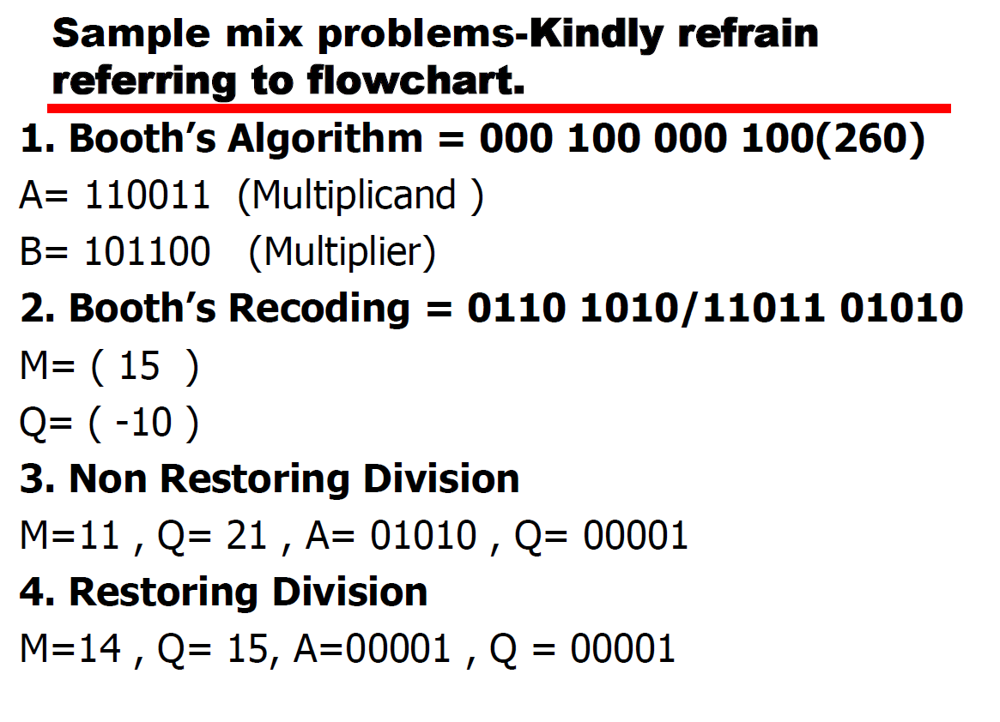 Sample mix problems-Kindly refrain
referring to flowchart.
1. Booth’s Algorithm = 000 100 000 100(260)
A= 110011 (Multiplicand )
B= 101100 (Multiplier)
2. Booth’s Recoding = 0110 1010/11011 01010
M= ( 15 )
Q= ( -10 )
3. Non Restoring Division
M=11 , Q= 21 , A= 01010 , Q= 00001
4. Restoring Division
M=14 , Q= 15, A=00001 , Q = 00001